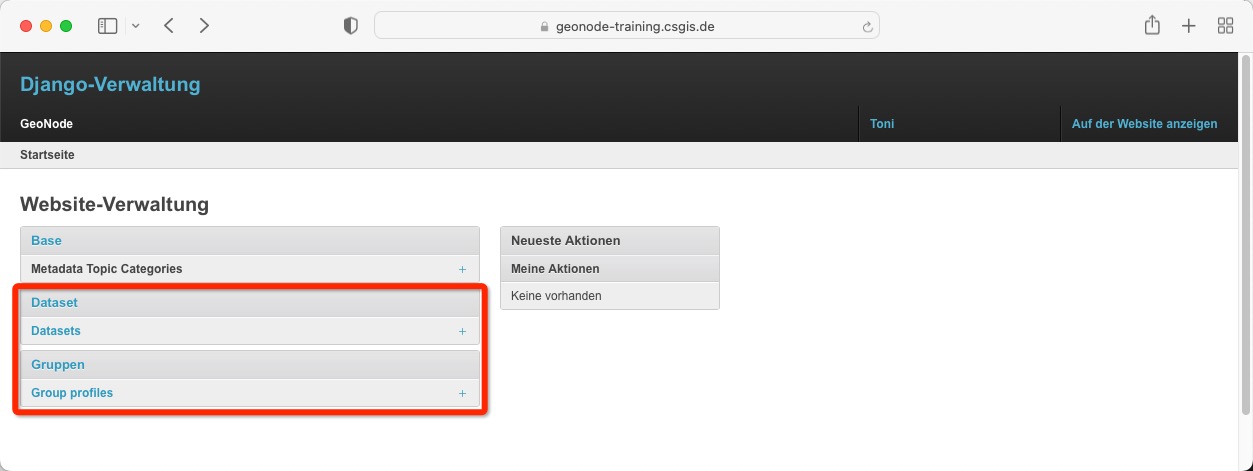 geonode-training.csgis.de
Django-Verwaltung
GeoNode
Toni
Auf der Website anzeigen
Startseite
Website-Verwaltung
Base
Metadata Topic Categories +
Dataset
Datasets +
Gruppen
Group profiles +
Neueste Aktionen
Meine Aktionen
Keine vorhanden